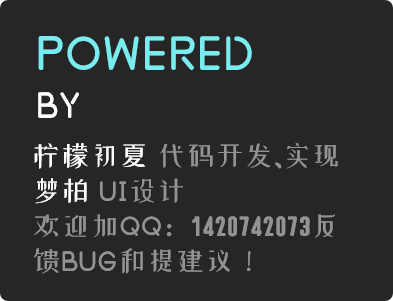 POWERED
BY
柠檬初夏 代码开发、实现
梦柏 UI设计
欢迎加QQ：1420742073反
馈BUG和提建议！